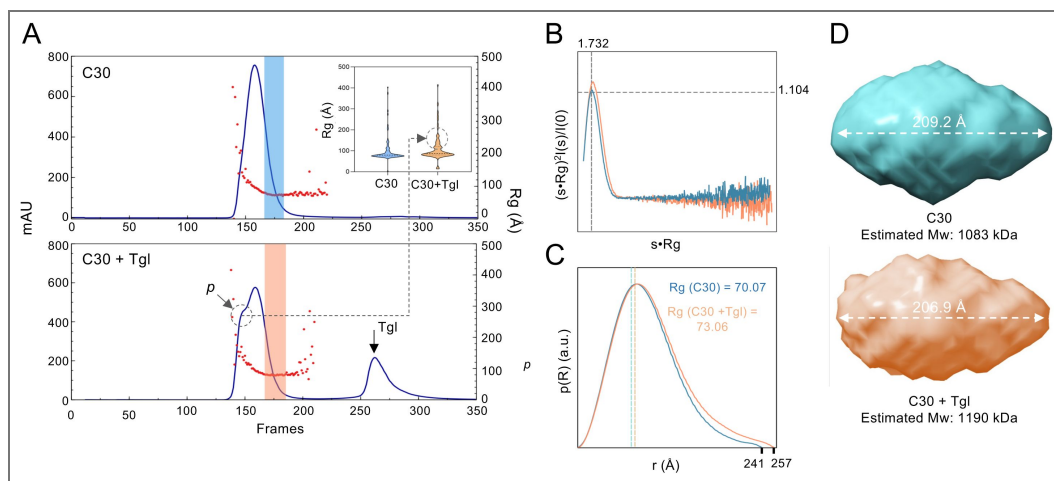 A
C30
800
600
400
200
0
mAU
500
400
300
200
100
0
Rg (Å)
0
50
100
150
200
250
300
350
Rg (Å)
500
400
300
200
100
0
C30
C30+Tgl
C30 + Tgl
800
600
400
200
0
500
400
300
200
100
0
p
Tgl
p
0
50
100
150
200
250
300
350
Frames
B
1.732
1.104
(s•Rg)²I(s)/I(0)
s•Rg
C
Rg (C30) = 70.07
Rg (C30 +Tgl) =
73.06
p(R) (a.u.)
r (Å)
241
257
D
209.2 Å
C30
Estimated Mw: 1083 kDa
206.9 Å
C30 + Tgl
Estimated Mw: 1190 kDa